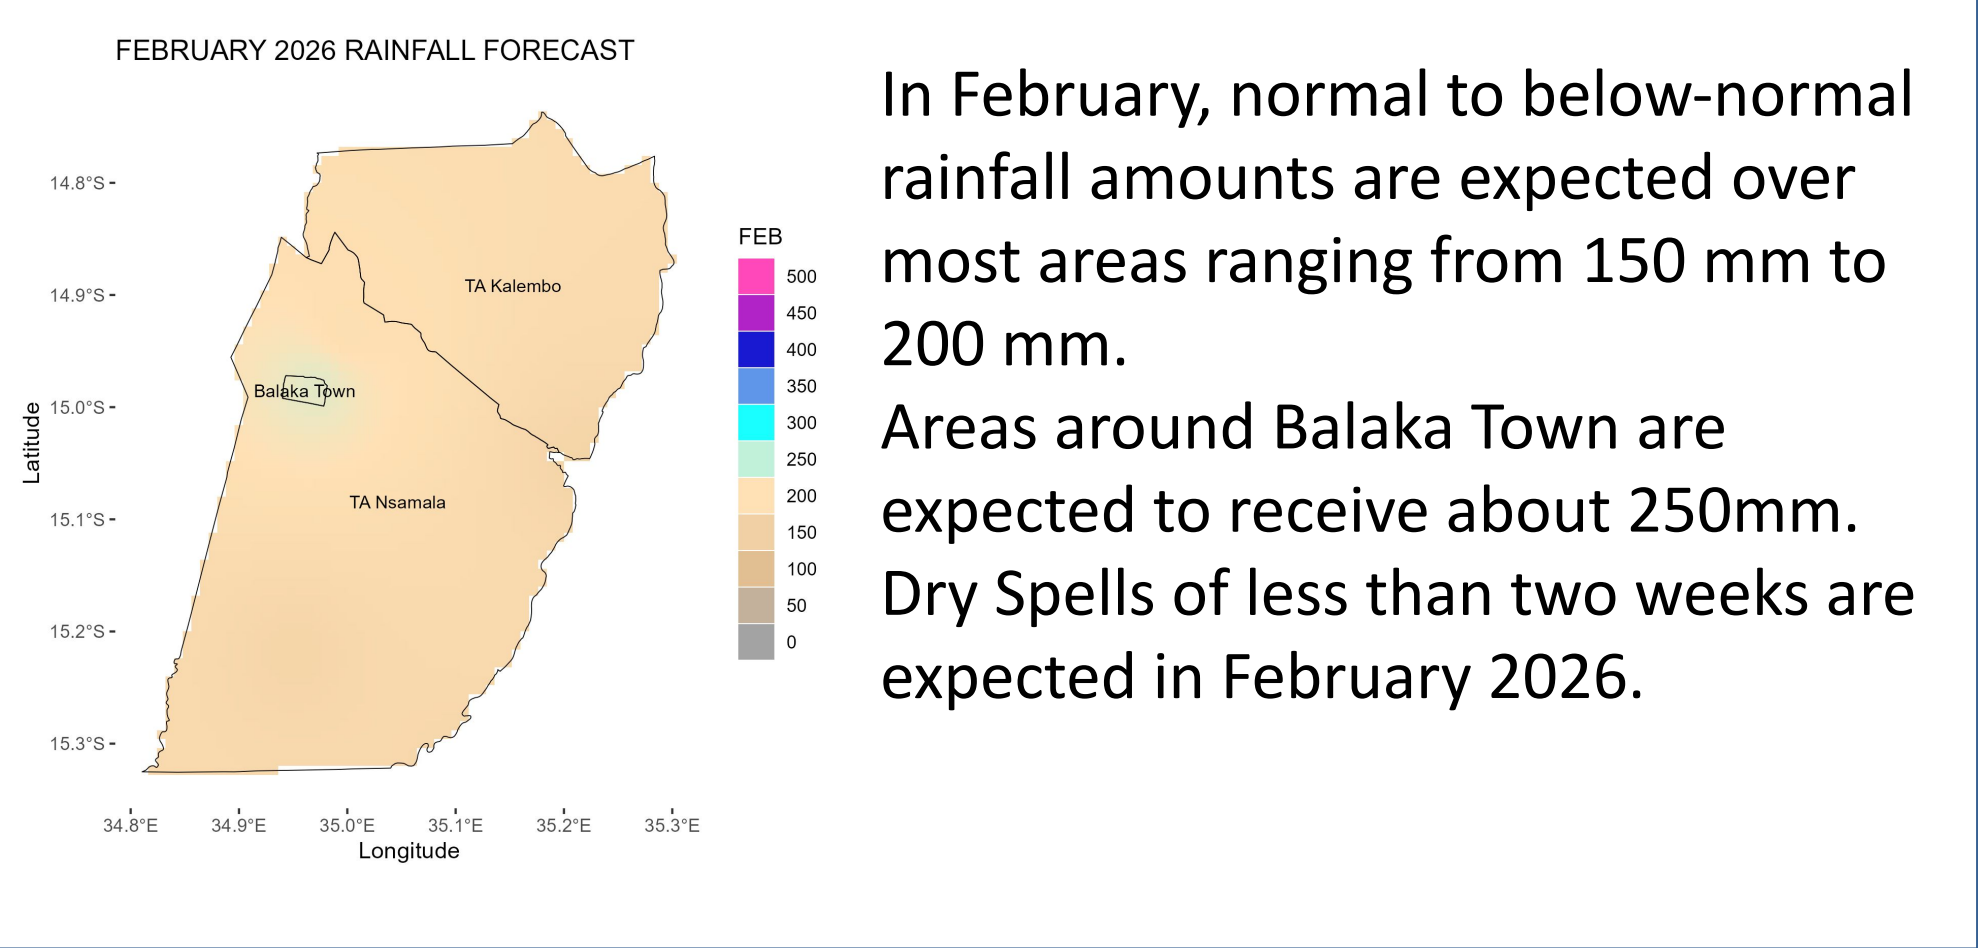 FEBRUARY 2026 RAINFALL FORECAST
14.8°S
14.9°S
15.0°S
15.1°S
15.2°S
15.3°S
Latitude
TA Kalembo
Balaka Town
TA Nsamala
34.8°E
34.9°E
35.0°E
35.1°E
35.2°E
35.3°E
Longitude
FEB
500
450
400
350
300
250
200
150
100
50
0
In February, normal to below-normal
rainfall amounts are expected over
most areas ranging from 150 mm to
200 mm.
Areas around Balaka Town are
expected to receive about 250mm.
Dry Spells of less than two weeks are
expected in February 2026.